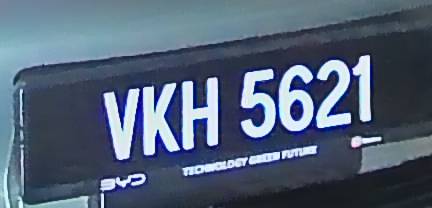 VKH 5621
BYD TECHNOLOGY GREEN FUTURE